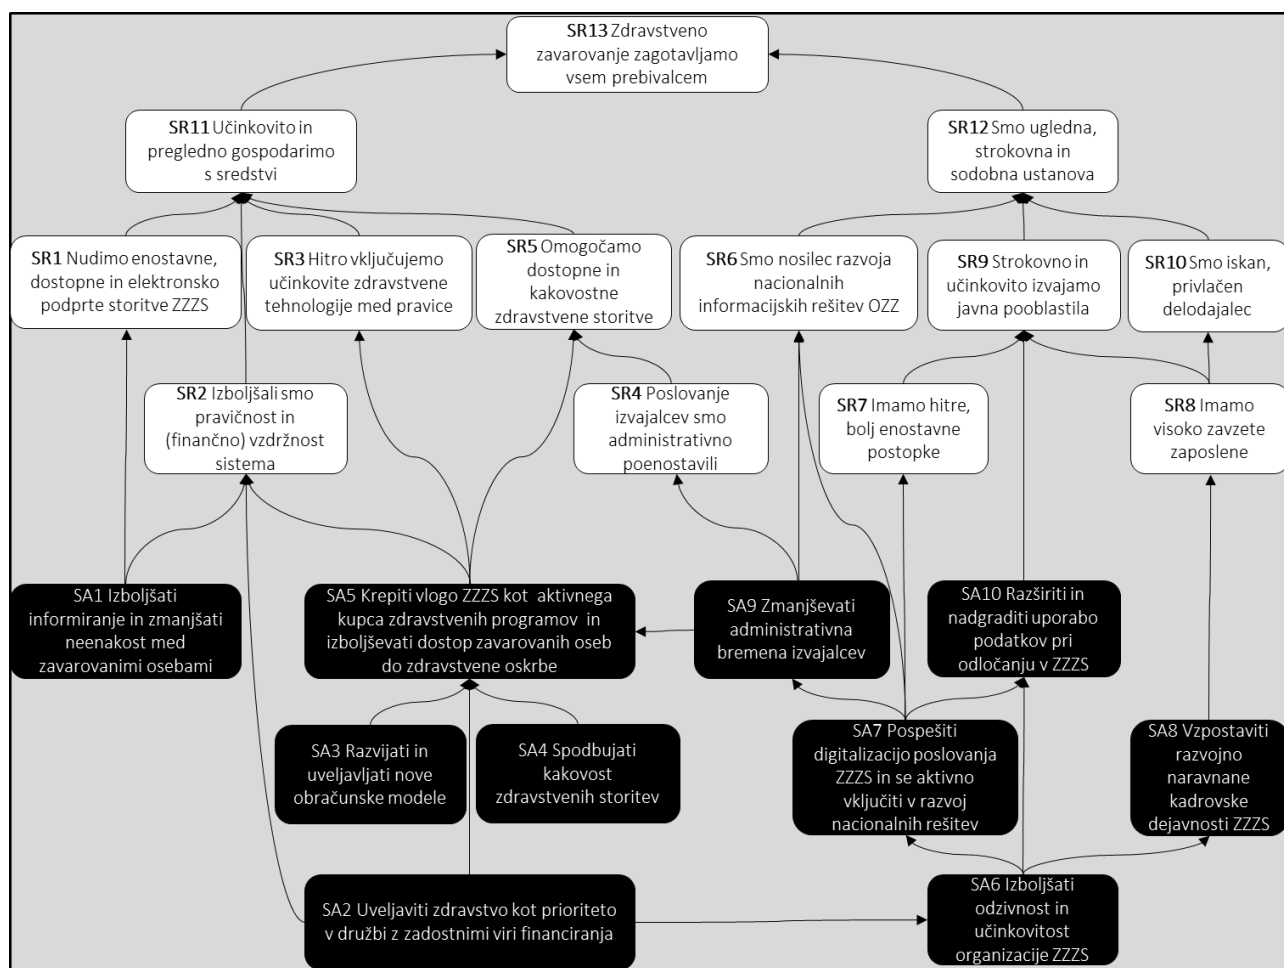 SR13 Zdravstveno
zavarovanje zagotavljamo
vsem prebivalcem
SR11 Učinkovito in
pregledno gospodarimo
s sredstvi
SR12 Smo ugledna,
strokovna in
sodobna ustanova
SR1 Nudimo enostavne,
dostopne in elektronsko
podprte storitve ZZZS
SR3 Hitro vključujemo
učinkovite zdravstvene
tehnologije med pravice
SR5 Omogočamo
dostopne in
kakovostne
zdravstvene storitve
SR6 Smo nosilec razvoja
nacionalnih
informacijskih rešitev OZZ
SR9 Strokovno in
učinkovito izvajamo
javna pooblastila
SR10 Smo iskan,
privlačen
delodajalec
SR2 Izboljšali smo
pravičnost in
(finančno) vzdržnost
sistema
SR4 Poslovanje
izvajalcev smo
administrativno
poenostavili
SR7 Imamo hitre,
bolj enostavne
postopke
SR8 Imamo
visoko zavzete
zaposlene
SA1 Izboljšati
informiranje in zmanjšati
neenakost med
zavarovanimi osebami
SA5 Krepiti vlogo ZZZS kot aktivnega
kupca zdravstvenih programov in
izboljševati dostop zavarovanih oseb
do zdravstvene oskrbe
SA9 Zmanjševati
administrativna
bremena izvajalcev
SA10 Razširiti in
nadgraditi uporabo
podatkov pri
odločanju v ZZZS
SA3 Razvijati in
uveljavljati nove
obračunske modele
SA4 Spodbujati
kakovost
zdravstvenih storitev
SA7 Pospešiti
digitalizacijo poslovanja
ZZZS in se aktivno
vključiti v razvoj
nacionalnih rešitev
SA8 Vzpostaviti
razvojno
naravnane
kadrovske
dejavnosti ZZZS
SA2 Uveljaviti zdravstvo kot prioriteto
v družbi z zadostnimi viri financiranja
SA6 Izboljšati
odzivnost in
učinkovitost
organizacije ZZZS